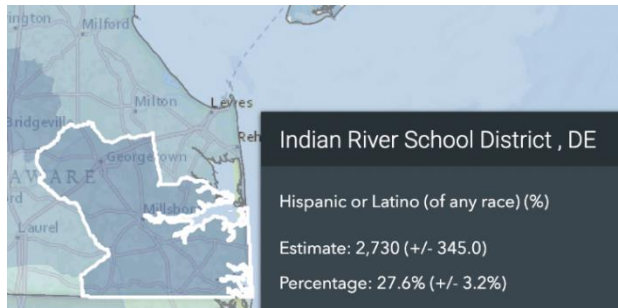 ington
Milford
Milton
Lewes
Bridgeville
Reh
Georgetown
AWARE
ord
Millsbo
Laurel
Indian River School District , DE
Hispanic or Latino (of any race) (%)
Estimate: 2,730 (+/- 345.0)
Percentage: 27.6% (+/- 3.2%)